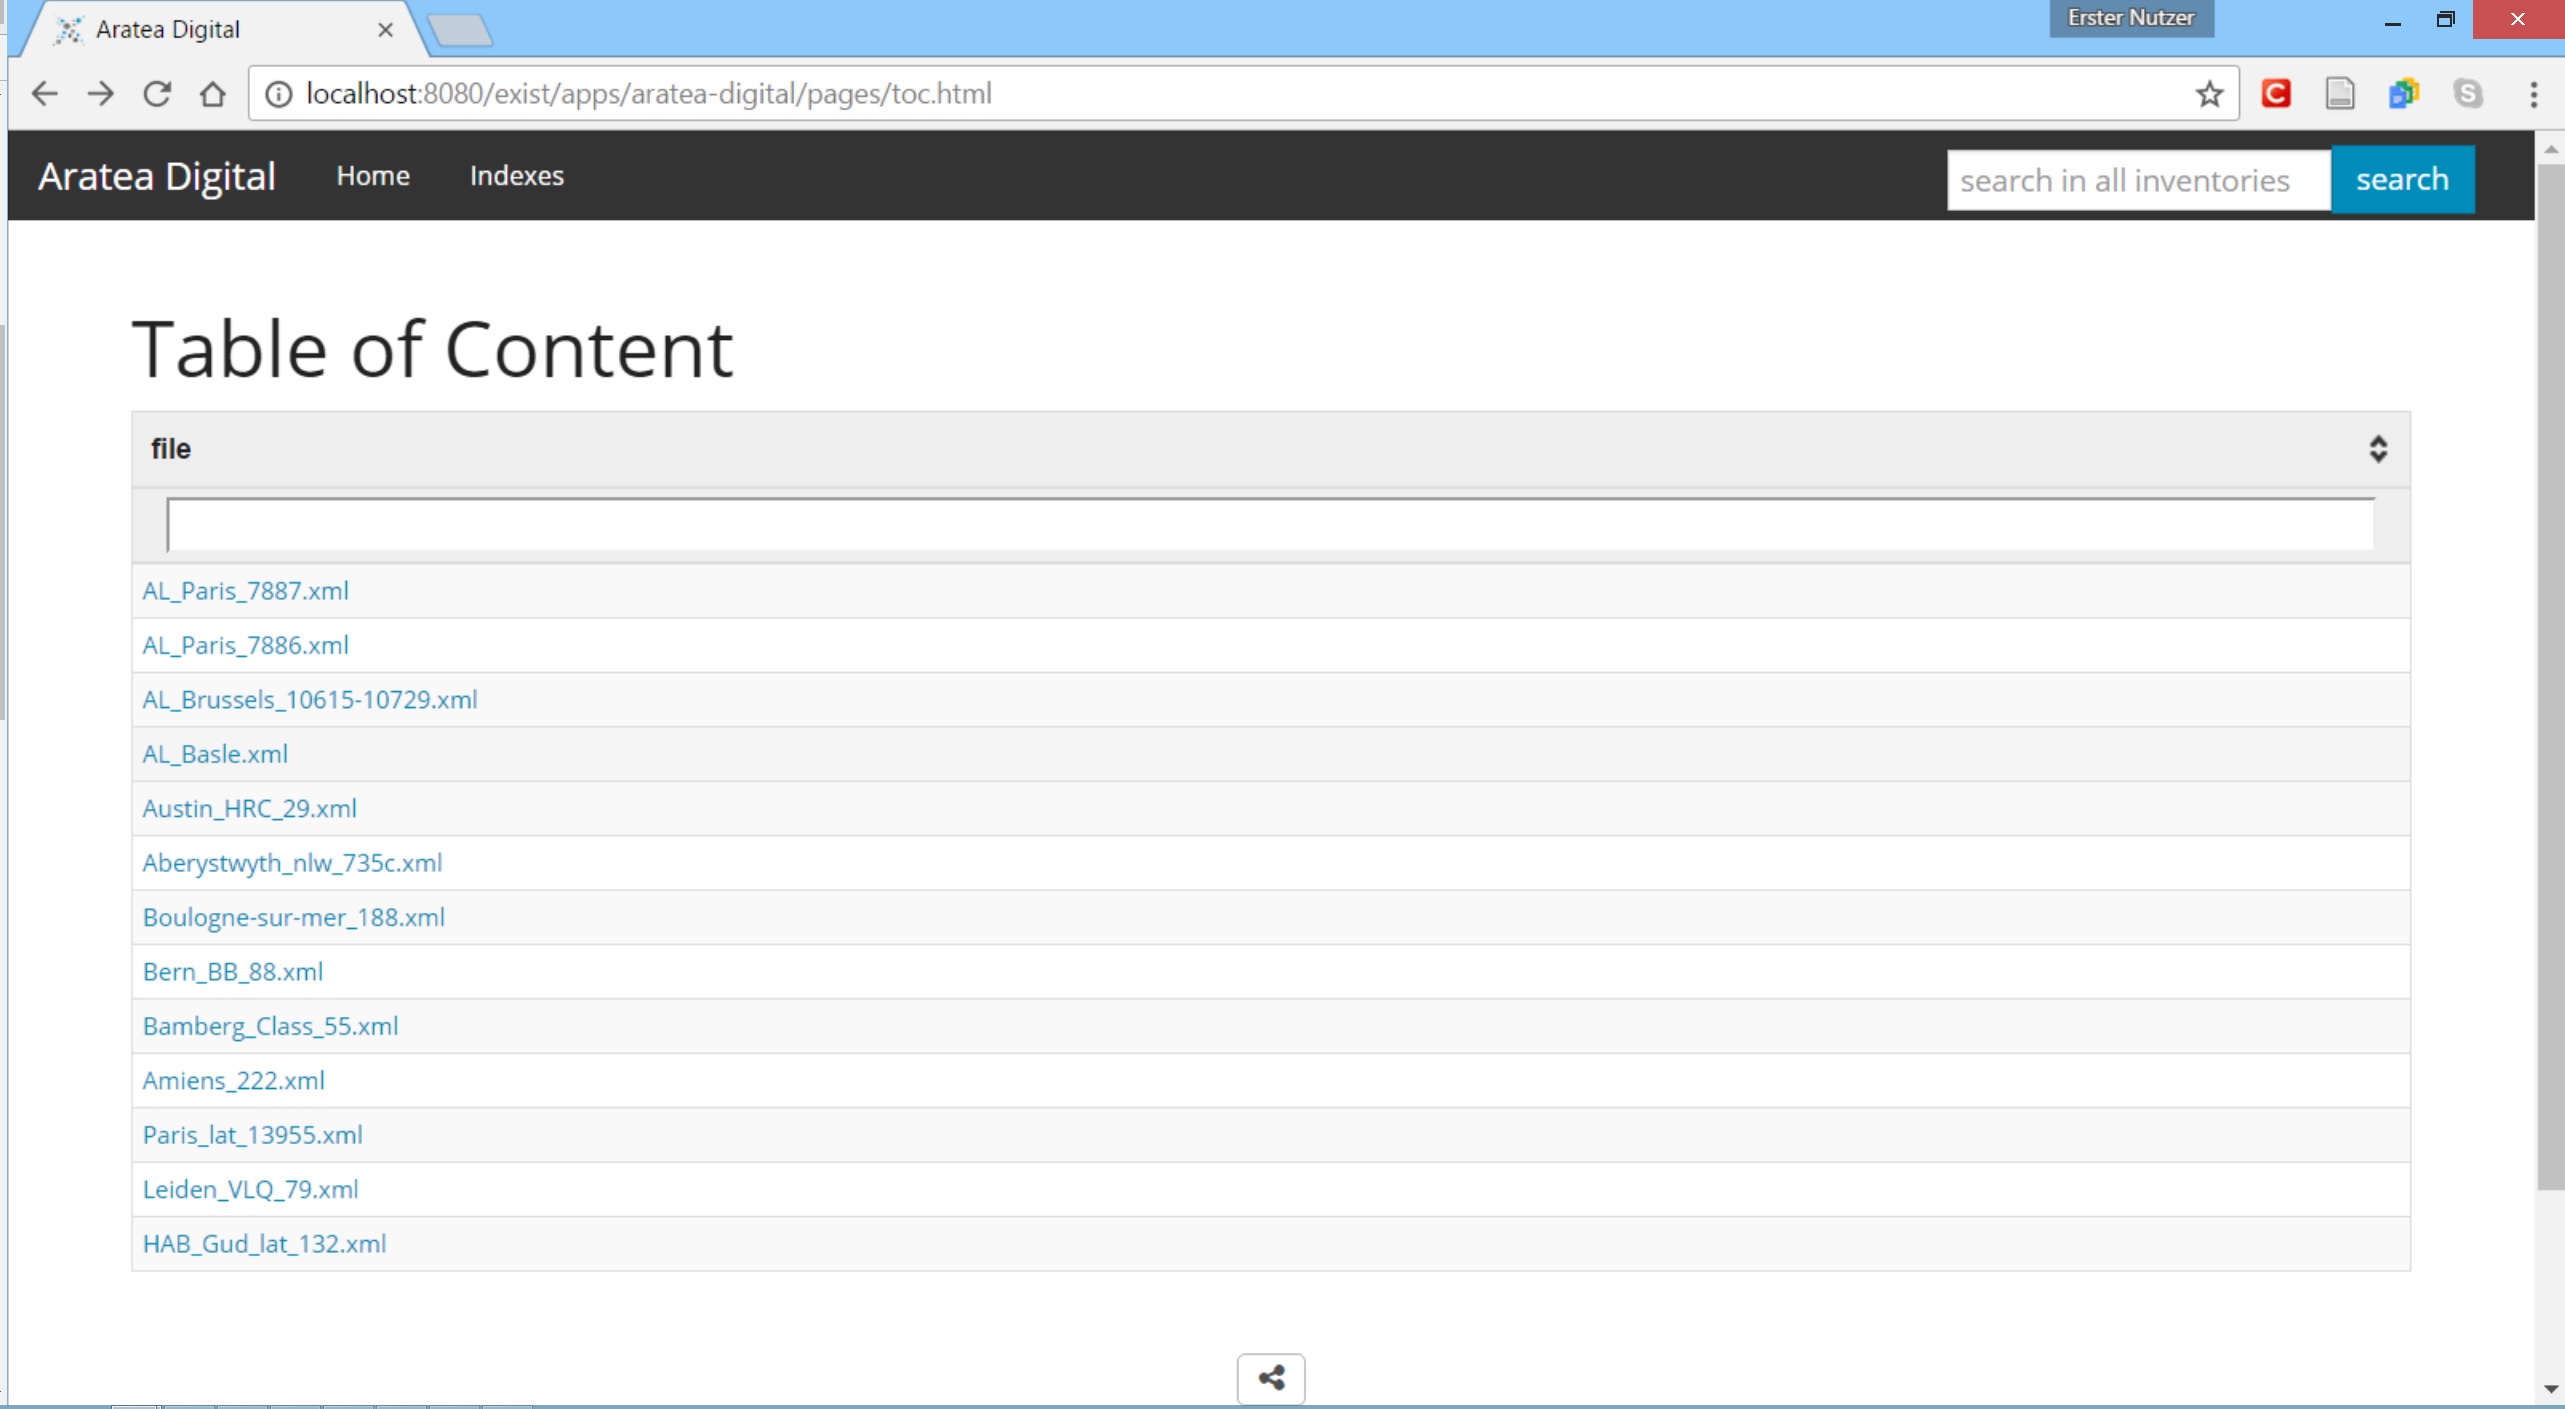 Aratea Digital
Erster Nutzer
localhost:8080/exist/apps/aratea-digital/pages/toc.html
Aratea Digital Home Indexes search in all inventories search
Table of Content
file
AL_Paris_7887.xml
AL_Paris_7886.xml
AL_Brussels_10615-10729.xml
AL_Basle.xml
Austin_HRC_29.xml
Aberystwyth_nlw_735c.xml
Boulogne-sur-mer_188.xml
Bern_BB_88.xml
Bamberg_Class_55.xml
Amiens_222.xml
Paris_lat_13955.xml
Leiden_VLQ_79.xml
HAB_Gud_lat_132.xml